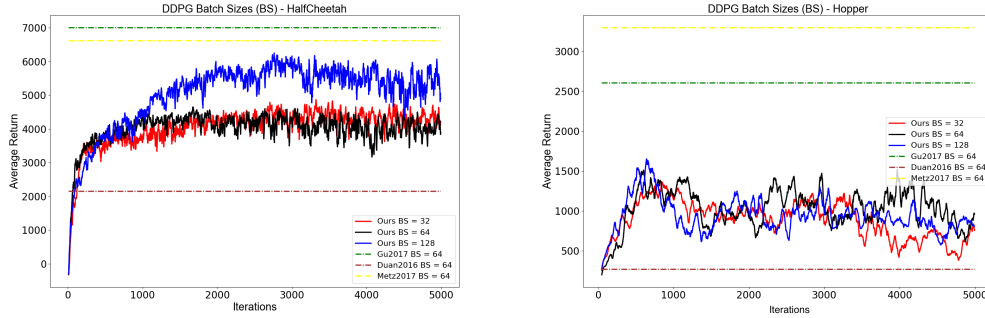 DDPG Batch Sizes (BS) - HalfCheetah
Average Return
7000
6000
5000
4000
3000
2000
1000
0
0
1000
2000
3000
4000
5000
Iterations
Ours BS = 32
Ours BS = 64
Ours BS = 128
Gu2017 BS = 64
Duan2016 BS = 64
Metz2017 BS = 64
DDPG Batch Sizes (BS) - Hopper
Average Return
3000
2500
2000
1500
1000
500
0
1000
2000
3000
4000
5000
Iterations
Ours BS = 32
Ours BS = 64
Ours BS = 128
Gu2017 BS = 64
Duan2016 BS = 64
Metz2017 BS = 64